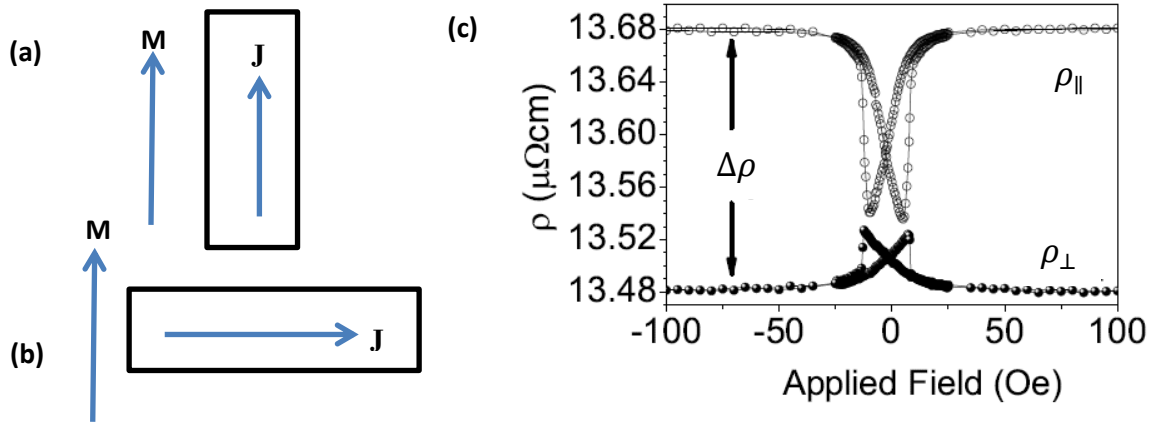 (a)
M
J
M
(b)
J
(c)
13.68
13.64
13.60
13.56
13.52
13.48
ρ (μΩcm)
Δρ
ρ∥
ρ⊥
-100 -50 0 50 100
Applied Field (Oe)